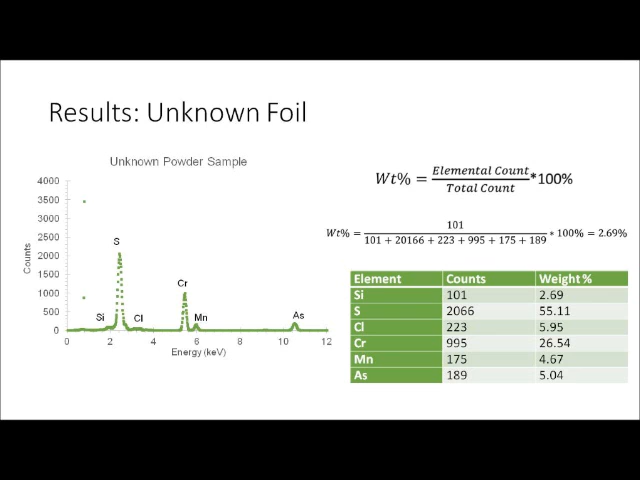 Results: Unknown Foil
Unknown Powder Sample
4000
3500
3000
2500
2000
1500
1000
500
0
Counts
S
Si
Cl
Cr
Mn
As
0 2 4 6 8 10 12
Energy (keV)
Wt% = Elemental Count / Total Count *100%
Wt% = 101 / 101 + 20166 + 223 + 995 + 175 + 189 * 100% = 2.69%
Element Counts Weight %
Si 101 2.69
S 2066 55.11
Cl 223 5.95
Cr 995 26.54
Mn 175 4.67
As 189 5.04